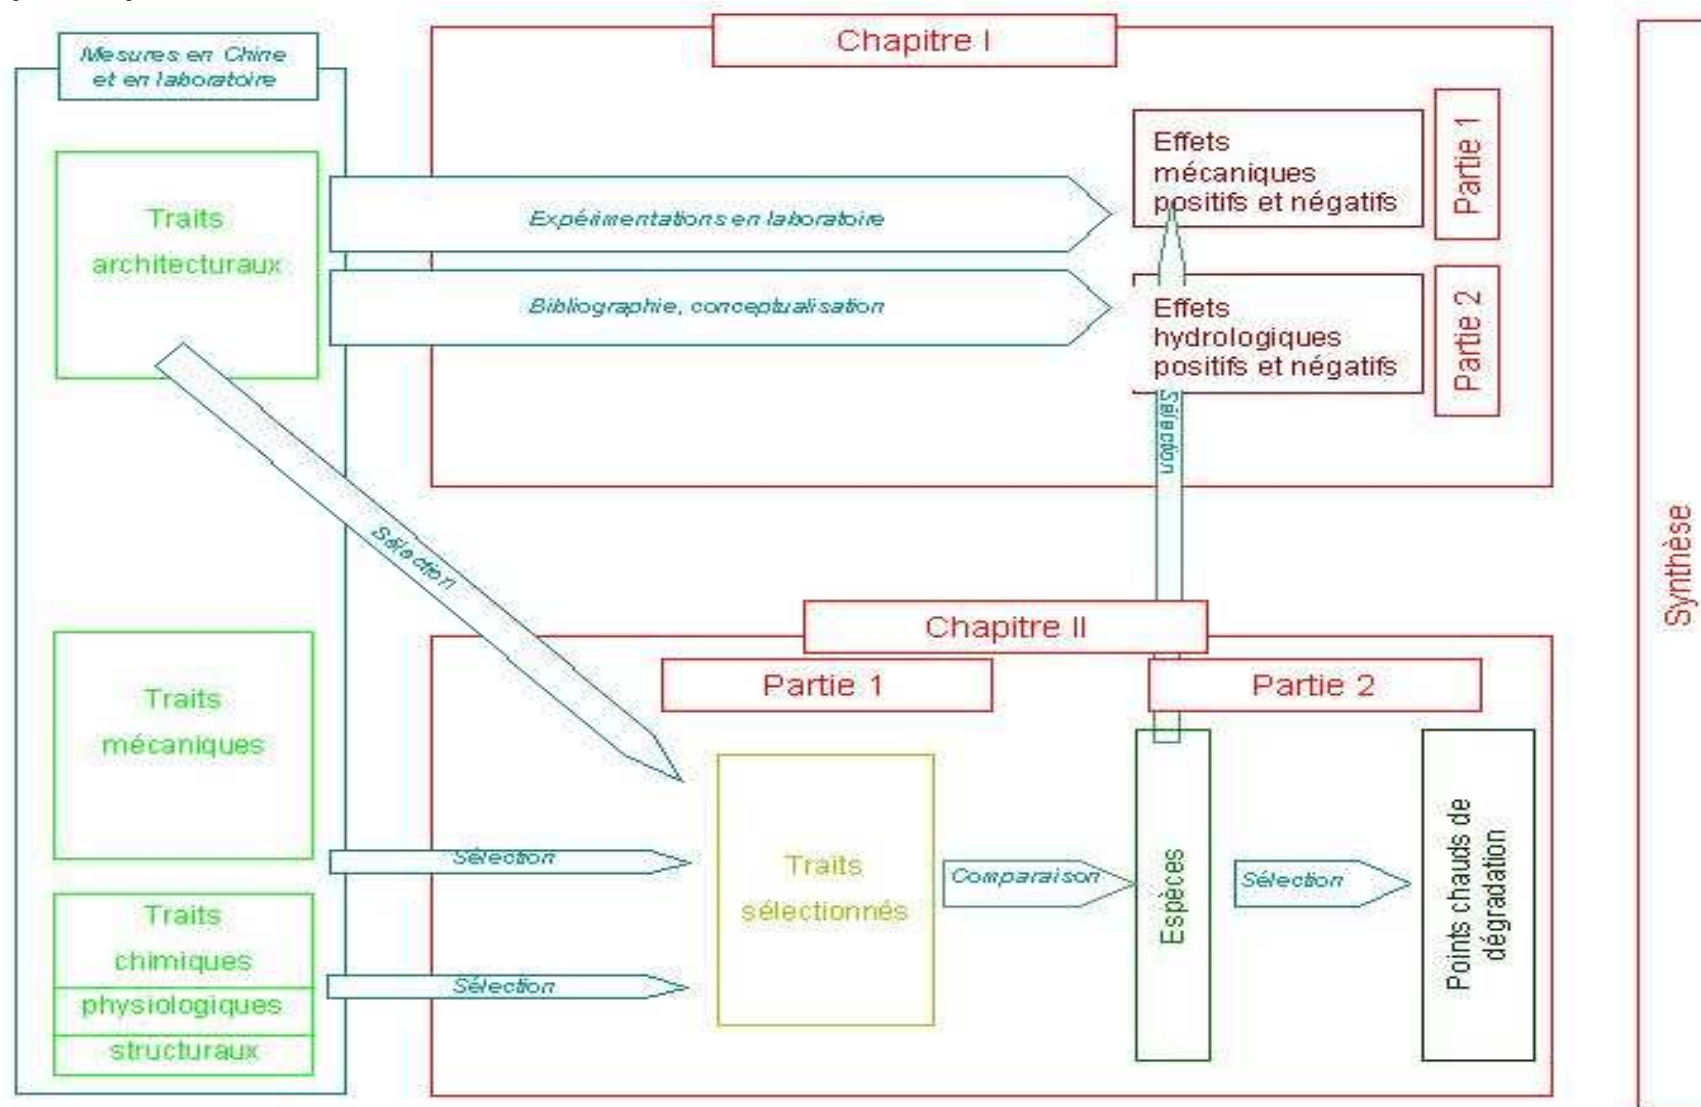 Mesures en Chine
et en laboratoire
Traits
architecturaux
Traits
mécaniques
Traits
chimiques
physiologiques
structuraux
Chapitre I
Expérimentations en laboratoire
Bibliographie, conceptualisation
Effets
mécaniques
positifs et négatifs
Partie 1
Effets
hydrologiques
positifs et négatifs
Partie 2
Sélection
Sélection
Chapitre II
Partie 1
Partie 2
Sélection
Sélection
Traits
sélectionnés
Comparaison
Espèces
Sélection
Points chauds de
dégradation
Synthèse